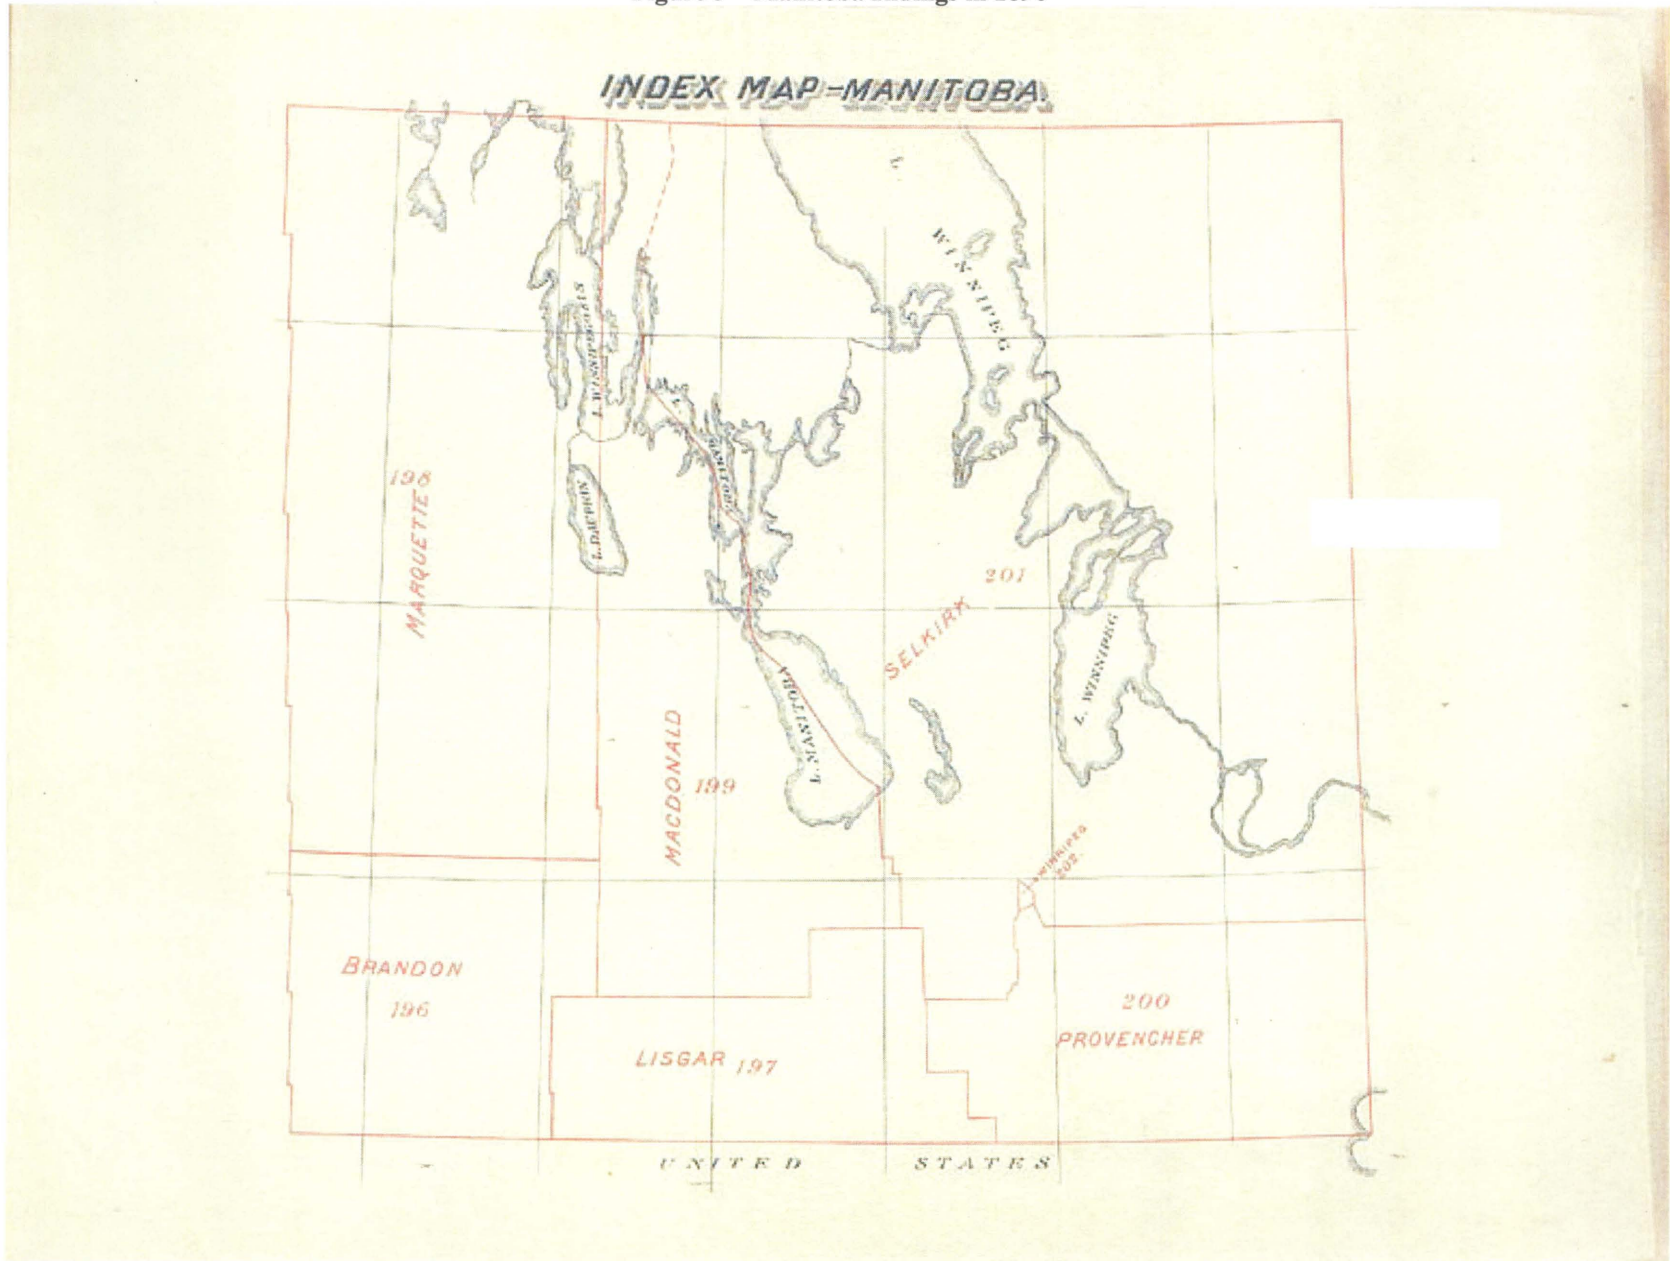 INDEX MAP-MANITOBA.
L.
WINNIPEG
L. WINNIPEGOSIS
L.
MANITOBA
198
MARQUETTE
L. DAUPHIN
201
SELKIRK
L. WINNIPEG
L. MANITOBA
MACDONALD
199
WINNIPEG
202.
BRANDON
196
200
PROVENCHER
LISGAR 197
UNITED STATES